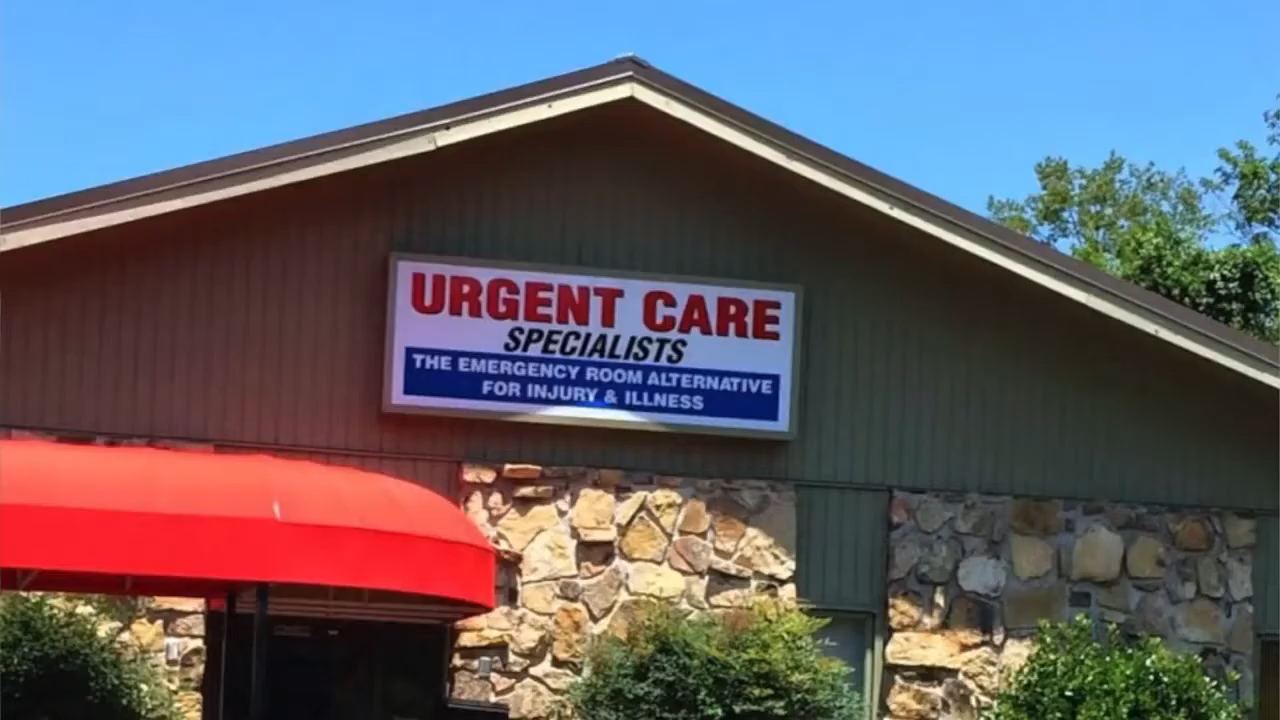 URGENT CARE
SPECIALISTS
THE EMERGENCY ROOM ALTERNATIVE
FOR INJURY & ILLNESS